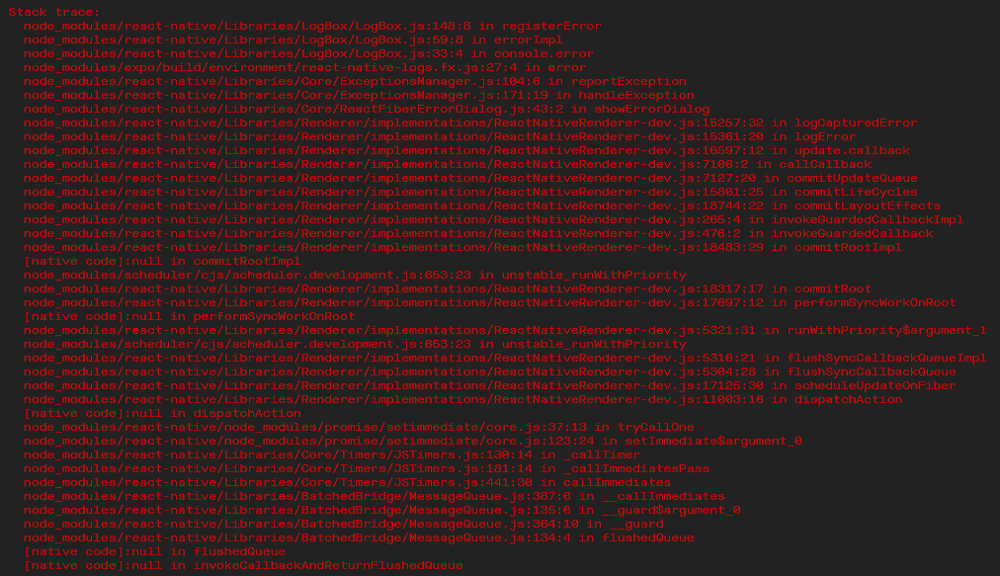 Stack trace:
node_modules/react-native/Libraries/LogBox/LogBox.js:148:8 in registerError
node_modules/react-native/Libraries/LogBox/LogBox.js:59:8 in errorImpl
node_modules/react-native/Libraries/LogBox/LogBox.js:33:4 in console.error
node_modules/expo/build/environment/react-native-logs.fx.js:27:4 in error
node_modules/react-native/Libraries/Core/ExceptionsManager.js:104:6 in reportException
node_modules/react-native/Libraries/Core/ExceptionsManager.js:171:19 in handleException
node_modules/react-native/Libraries/Core/ReactFiberErrorDialog.js:43:2 in showErrorDialog
node_modules/react-native/Libraries/Renderer/implementations/ReactNativeRenderer-dev.js:15257:32 in logCapturedError
node_modules/react-native/Libraries/Renderer/implementations/ReactNativeRenderer-dev.js:15361:20 in logError
node_modules/react-native/Libraries/Renderer/implementations/ReactNativeRenderer-dev.js:16597:12 in update.callback
node_modules/react-native/Libraries/Renderer/implementations/ReactNativeRenderer-dev.js:7106:2 in callCallback
node_modules/react-native/Libraries/Renderer/implementations/ReactNativeRenderer-dev.js:7127:20 in commitUpdateQueue
node_modules/react-native/Libraries/Renderer/implementations/ReactNativeRenderer-dev.js:15801:25 in commitLifeCycles
node_modules/react-native/Libraries/Renderer/implementations/ReactNativeRenderer-dev.js:18744:22 in commitLayoutEffects
node_modules/react-native/Libraries/Renderer/implementations/ReactNativeRenderer-dev.js:265:4 in invokeGuardedCallbackImpl
node_modules/react-native/Libraries/Renderer/implementations/ReactNativeRenderer-dev.js:476:2 in invokeGuardedCallback
node_modules/react-native/Libraries/Renderer/implementations/ReactNativeRenderer-dev.js:18483:29 in commitRootImpl
[native code]:null in commitRootImpl
node_modules/scheduler/cjs/scheduler.development.js:653:23 in unstable_runWithPriority
node_modules/react-native/Libraries/Renderer/implementations/ReactNativeRenderer-dev.js:18317:17 in commitRoot
node_modules/react-native/Libraries/Renderer/implementations/ReactNativeRenderer-dev.js:17697:12 in performSyncWorkOnRoot
[native code]:null in performSyncWorkOnRoot
node_modules/react-native/Libraries/Renderer/implementations/ReactNativeRenderer-dev.js:5321:31 in runWithPriority$argument_1
node_modules/scheduler/cjs/scheduler.development.js:653:23 in unstable_runWithPriority
node_modules/react-native/Libraries/Renderer/implementations/ReactNativeRenderer-dev.js:5316:21 in flushSyncCallbackQueueImpl
node_modules/react-native/Libraries/Renderer/implementations/ReactNativeRenderer-dev.js:5304:28 in flushSyncCallbackQueue
node_modules/react-native/Libraries/Renderer/implementations/ReactNativeRenderer-dev.js:17125:30 in scheduleUpdateOnFiber
node_modules/react-native/Libraries/Renderer/implementations/ReactNativeRenderer-dev.js:11003:16 in dispatchAction
[native code]:null in dispatchAction
node_modules/react-native/node_modules/promise/setimmediate/core.js:37:13 in tryCallOne
node_modules/react-native/node_modules/promise/setimmediate/core.js:123:24 in setImmediate$argument_0
node_modules/react-native/Libraries/Core/Timers/JSTimers.js:130:14 in _callTimer
node_modules/react-native/Libraries/Core/Timers/JSTimers.js:181:14 in _callImmediatesPass
node_modules/react-native/Libraries/Core/Timers/JSTimers.js:441:30 in callImmediates
node_modules/react-native/Libraries/BatchedBridge/MessageQueue.js:387:6 in __callImmediates
node_modules/react-native/Libraries/BatchedBridge/MessageQueue.js:135:6 in __guard$argument_0
node_modules/react-native/Libraries/BatchedBridge/MessageQueue.js:364:10 in __guard
node_modules/react-native/Libraries/BatchedBridge/MessageQueue.js:134:4 in flushedQueue
[native code]:null in flushedQueue
[native code]:null in invokeCallbackAndReturnFlushedQueue